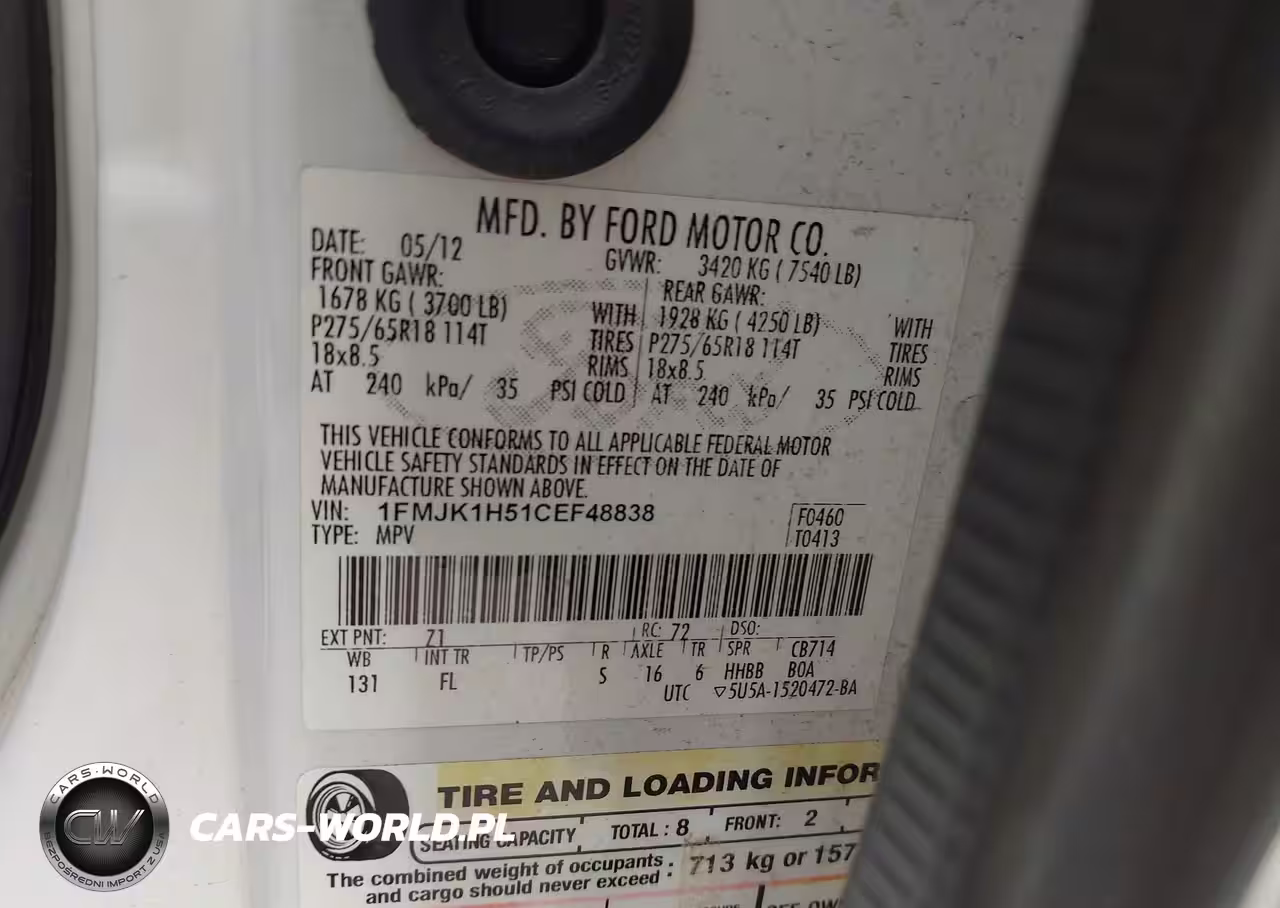 MFD. BY FORD MOTOR CO.
DATE: 05/12
GVWR: 3420 KG ( 7540 LB)
FRONT GAWR:
REAR GAWR:
1678 KG ( 3700 LB) WITH
1928 KG ( 4250 LB) WITH
P275/65R18 114T TIRES
P275/65R18 114T TIRES
18x8.5 RIMS
18x8.5 RIMS
AT 240 kPa/ 35 PSI COLD
AT 240 kPa/ 35 PSI COLD
THIS VEHICLE CONFORMS TO ALL APPLICABLE FEDERAL MOTOR
VEHICLE SAFETY STANDARDS IN EFFECT ON THE DATE OF
MANUFACTURE SHOWN ABOVE.
VIN: 1FMJK1H51CEF48838
F0460
TYPE: MPV
T0413
EXT PNT: Z1 RC: 72 DSO:
WB INT TR TP/PS R AXLE TR SPR CB714
131 FL S 16 6 HHBB BOA
UTC ▽5U5A-1520472-BA
TIRE AND LOADING INFOR
SEATING CAPACITY TOTAL : 8 FRONT: 2
The combined weight of occupants
and cargo should never exceed : 713 kg or 157
CARS-WORLD
CW
BEZPOŚREDNI IMPORT Z USA
CARS-WORLD.PL